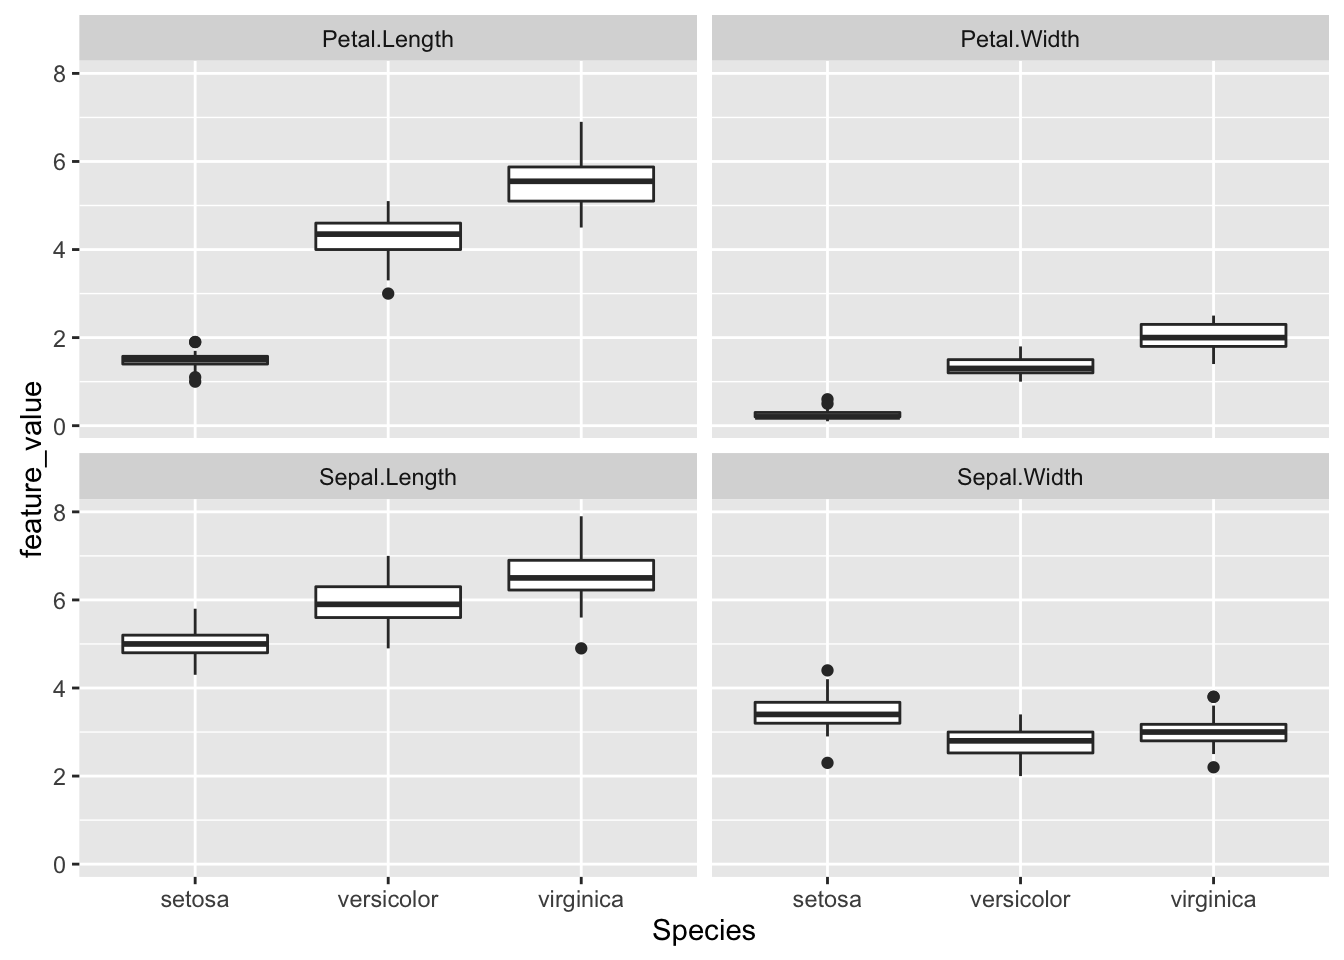 Petal.Length
Petal.Width
8
6
4
2
0
Sepal.Length
Sepal.Width
8
6
4
2
0
setosa
versicolor
virginica
setosa
versicolor
virginica
Species
feature_value